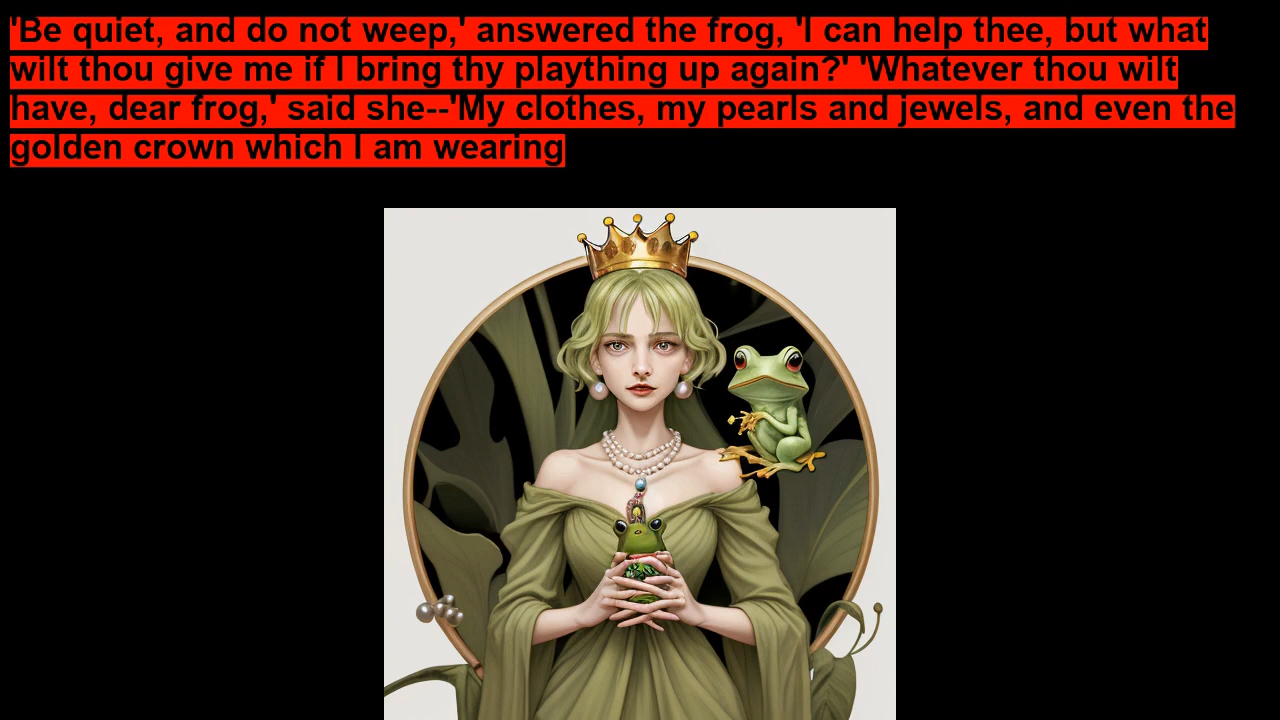 'Be quiet, and do not weep,' answered the frog, 'I can help thee, but what
wilt thou give me if I bring thy plaything up again?' 'Whatever thou wilt
have, dear frog,' said she--'My clothes, my pearls and jewels, and even the
golden crown which I am wearing